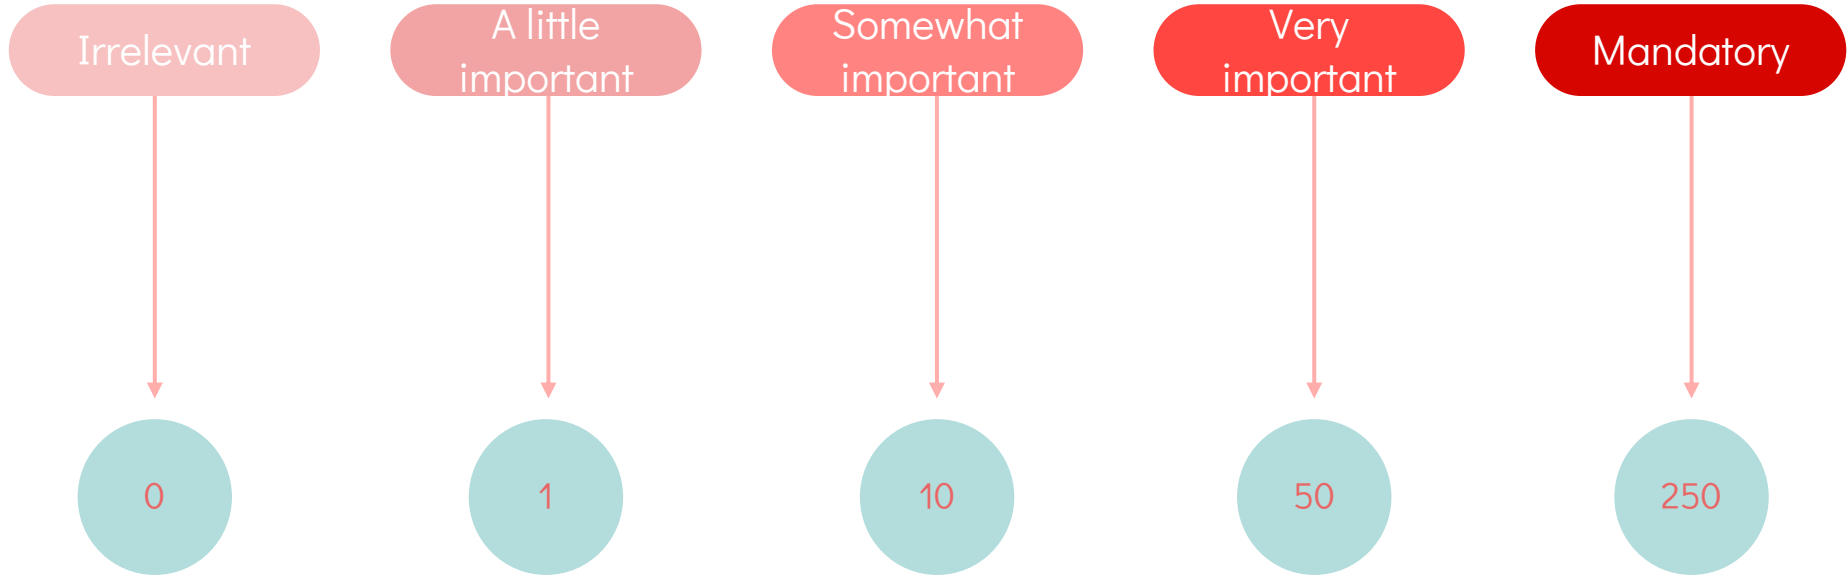 Irrelevant
A little
important
Somewhat
important
Very
important
Mandatory
0
1
10
50
250